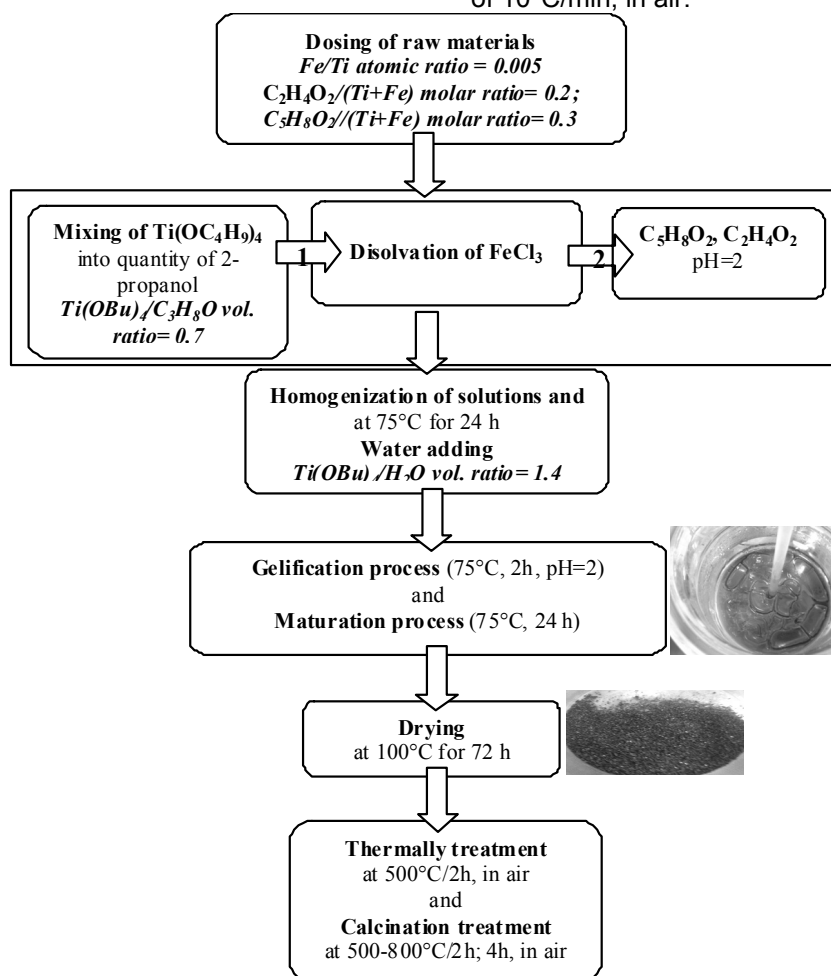 of 10°C/min, in air.
Dosing of raw materials
Fe/Ti atomic ratio = 0.005
C₂H₄O₂/(Ti+Fe) molar ratio= 0.2;
C₅H₈O₂//(Ti+Fe) molar ratio= 0.3
Mixing of Ti(OC₄H₉)₄
into quantity of 2-
propanol
Ti(OBu)₄/C₃H₈O vol.
ratio= 0.7
1
Disolvation of FeCl₃
2
C₅H₈O₂, C₂H₄O₂
pH=2
Homogenization of solutions and
at 75°C for 24 h
Water adding
Ti(OBu)₄/H₂O vol. ratio= 1.4
Gelification process (75°C, 2h, pH=2)
and
Maturation process (75°C, 24 h)
Drying
at 100°C for 72 h
Thermally treatment
at 500°C/2h, in air
and
Calcination treatment
at 500-800°C/2h; 4h, in air